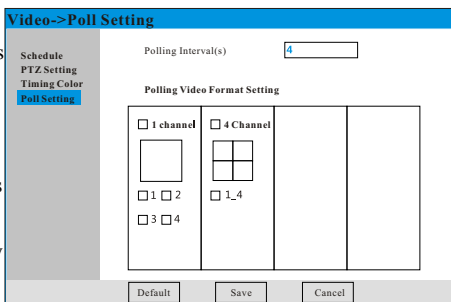 Video->Poll Setting
Schedule
PTZ Setting
Timing Color
Poll Setting
Polling Interval(s)
4
Polling Video Format Setting
1 channel
4 Channel
1 2
3 4
1_4
Default
Save
Cancel